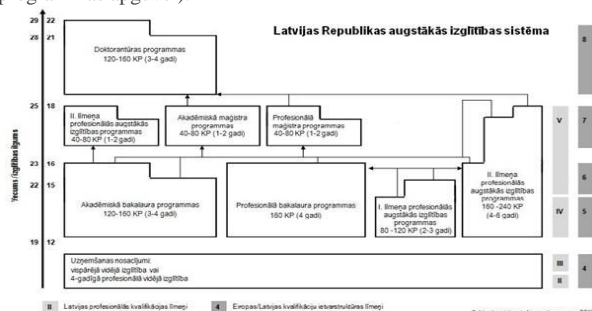 programmas apguvei).
Latvijas Republikas augstākās izglītības sistēma
29 22
28 21
Doktorantūras programmas
120-160 KP (3-4 gadi)
8
25 18
II. līmeņa
profesionālās augstākās
izglītības programmas
40-80 KP (1-2 gadi)
Akadēmiskā maģistra
programmas
40-80 KP (1-2 gadi)
Profesionālā
maģistra programmas
40-80 KP (1-2 gadi)
V
7
Vecums /izglītības ilgums
23 16
22 15
Akadēmiskā bakalaura programmas
120-160 KP (3-4 gadi)
Profesionālā bakalaura programmas
160 KP (4 gadi)
I. līmeņa profesionālās
augstākās izglītības
programmas
80 -120 KP (2-3 gadi)
II. līmeņa
profesionālās
augstākās izglītības
programmas
160 -240 KP
(4-6 gadi)
6
IV
5
19 12
Uzņemšanas nosacījumi:
vispārējā vidējā izglītība vai
4-gadīgā profesionālā vidējā izglītība
III
II
4
II Latvijas profesionālās kvalifikācijas līmeņi
4 Eiropas/Latvijas kvalifikāciju ietvarstruktūras līmeņi